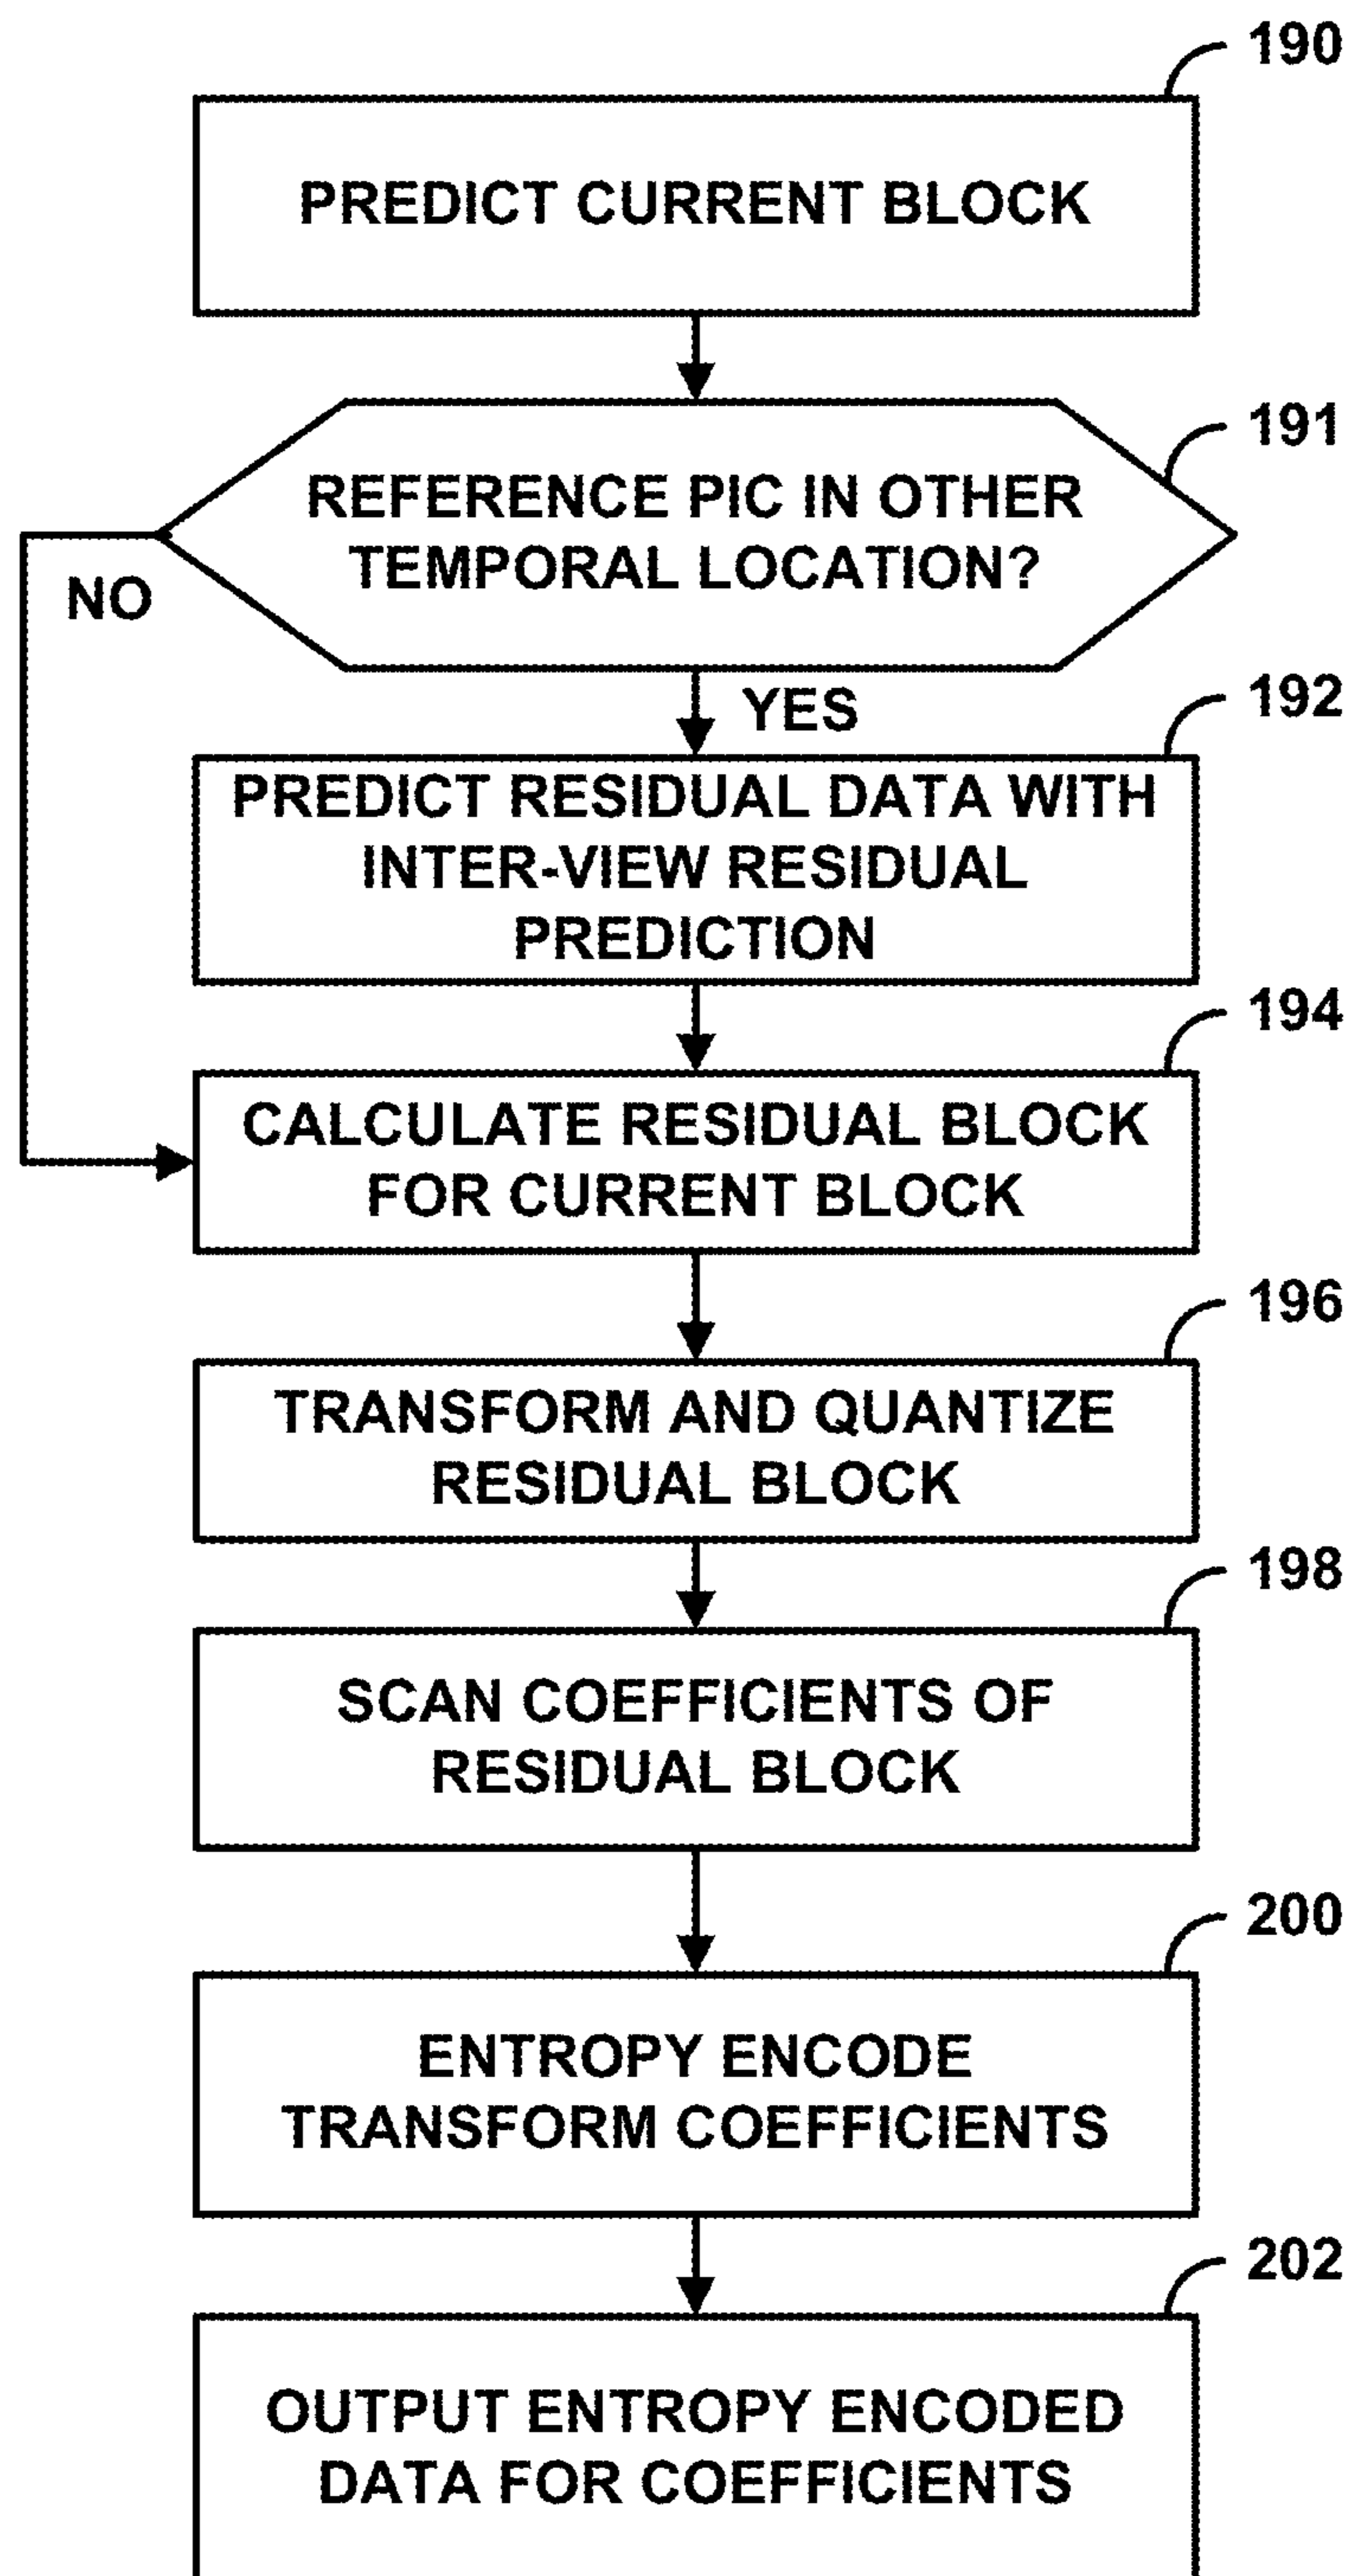 190
PREDICT CURRENT BLOCK
191
REFERENCE PIC IN OTHER
TEMPORAL LOCATION?
NO
YES
192
PREDICT RESIDUAL DATA WITH
INTER-VIEW RESIDUAL
PREDICTION
194
CALCULATE RESIDUAL BLOCK
FOR CURRENT BLOCK
196
TRANSFORM AND QUANTIZE
RESIDUAL BLOCK
198
SCAN COEFFICIENTS OF
RESIDUAL BLOCK
200
ENTROPY ENCODE
TRANSFORM COEFFICIENTS
202
OUTPUT ENTROPY ENCODED
DATA FOR COEFFICIENTS